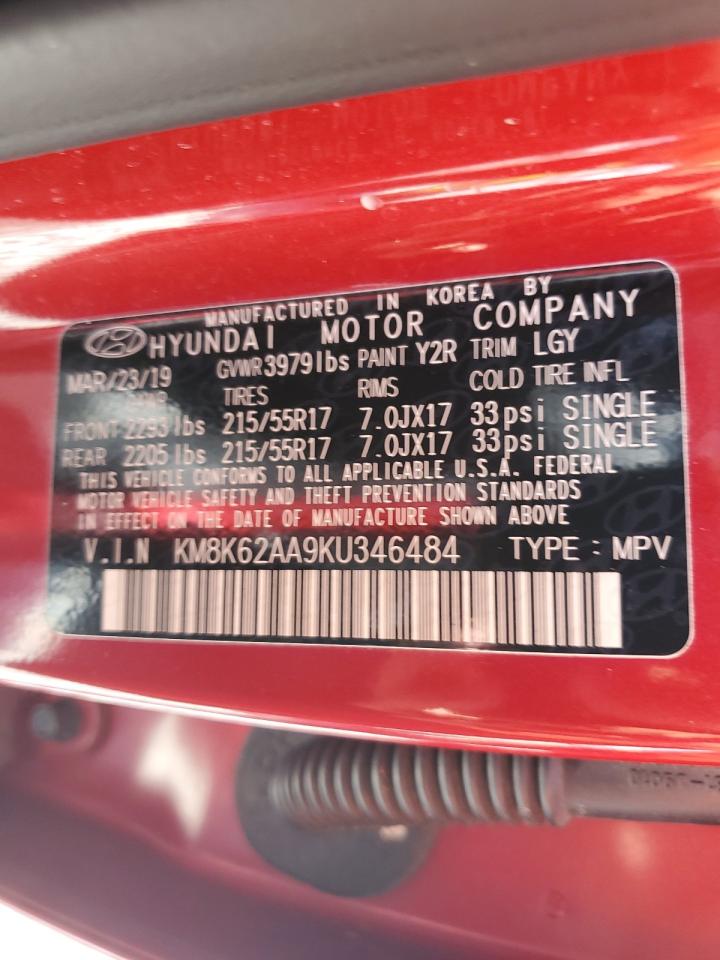 MANUFACTURED IN KOREA BY
HYUNDAI MOTOR COMPANY
MAR/23/19 GVWR 3979lbs PAINT Y2R TRIM LGY
TIRES RIMS COLD TIRE INFL
FRONT 2293 lbs 215/55R17 7.0JX17 33psi SINGLE
REAR 2205 lbs 215/55R17 7.0JX17 33psi SINGLE
THIS VEHICLE CONFORMS TO ALL APPLICABLE U.S.A. FEDERAL
MOTOR VEHICLE SAFETY AND THEFT PREVENTION STANDARDS
IN EFFECT ON THE DATE OF MANUFACTURE SHOWN ABOVE
V.I.N KM8K62AA9KU346484 TYPE : MPV